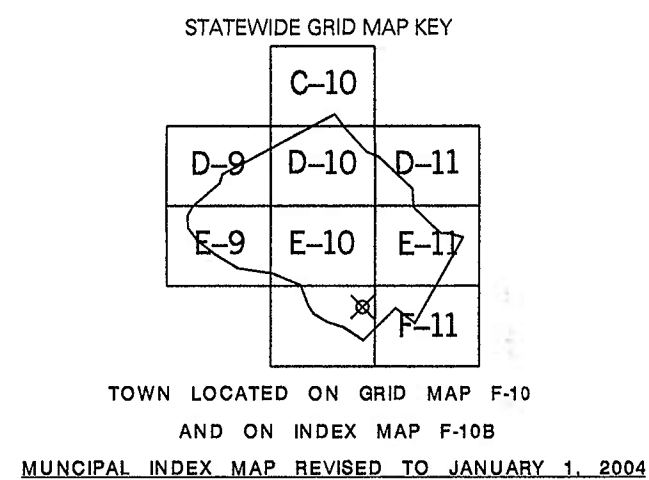 STATEWIDE GRID MAP KEY
C-10
D-9 D-10 D-11
E-9 E-10 E-11
F-11
TOWN LOCATED ON GRID MAP F-10
AND ON INDEX MAP F-10B
MUNCIPAL INDEX MAP REVISED TO JANUARY 1, 2004